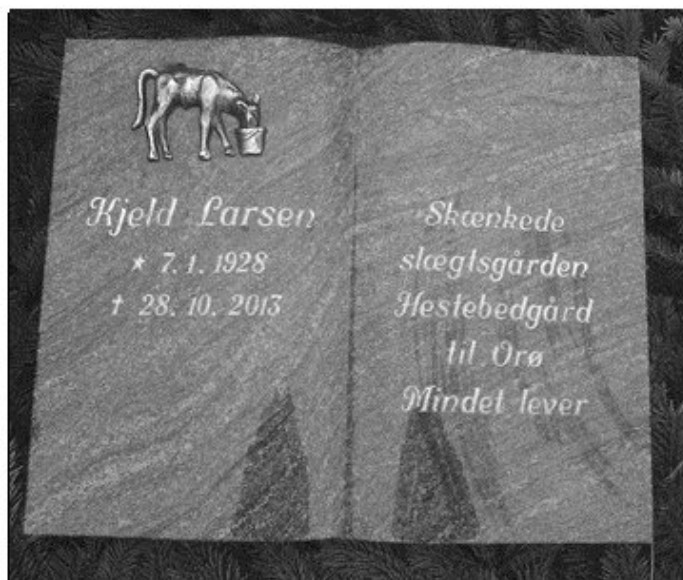 Kjeld Larsen
* 7. 1. 1928
† 28. 10. 2013
Skænkede
slægtsgården
Hestebedgård
til Orø
Mindet lever